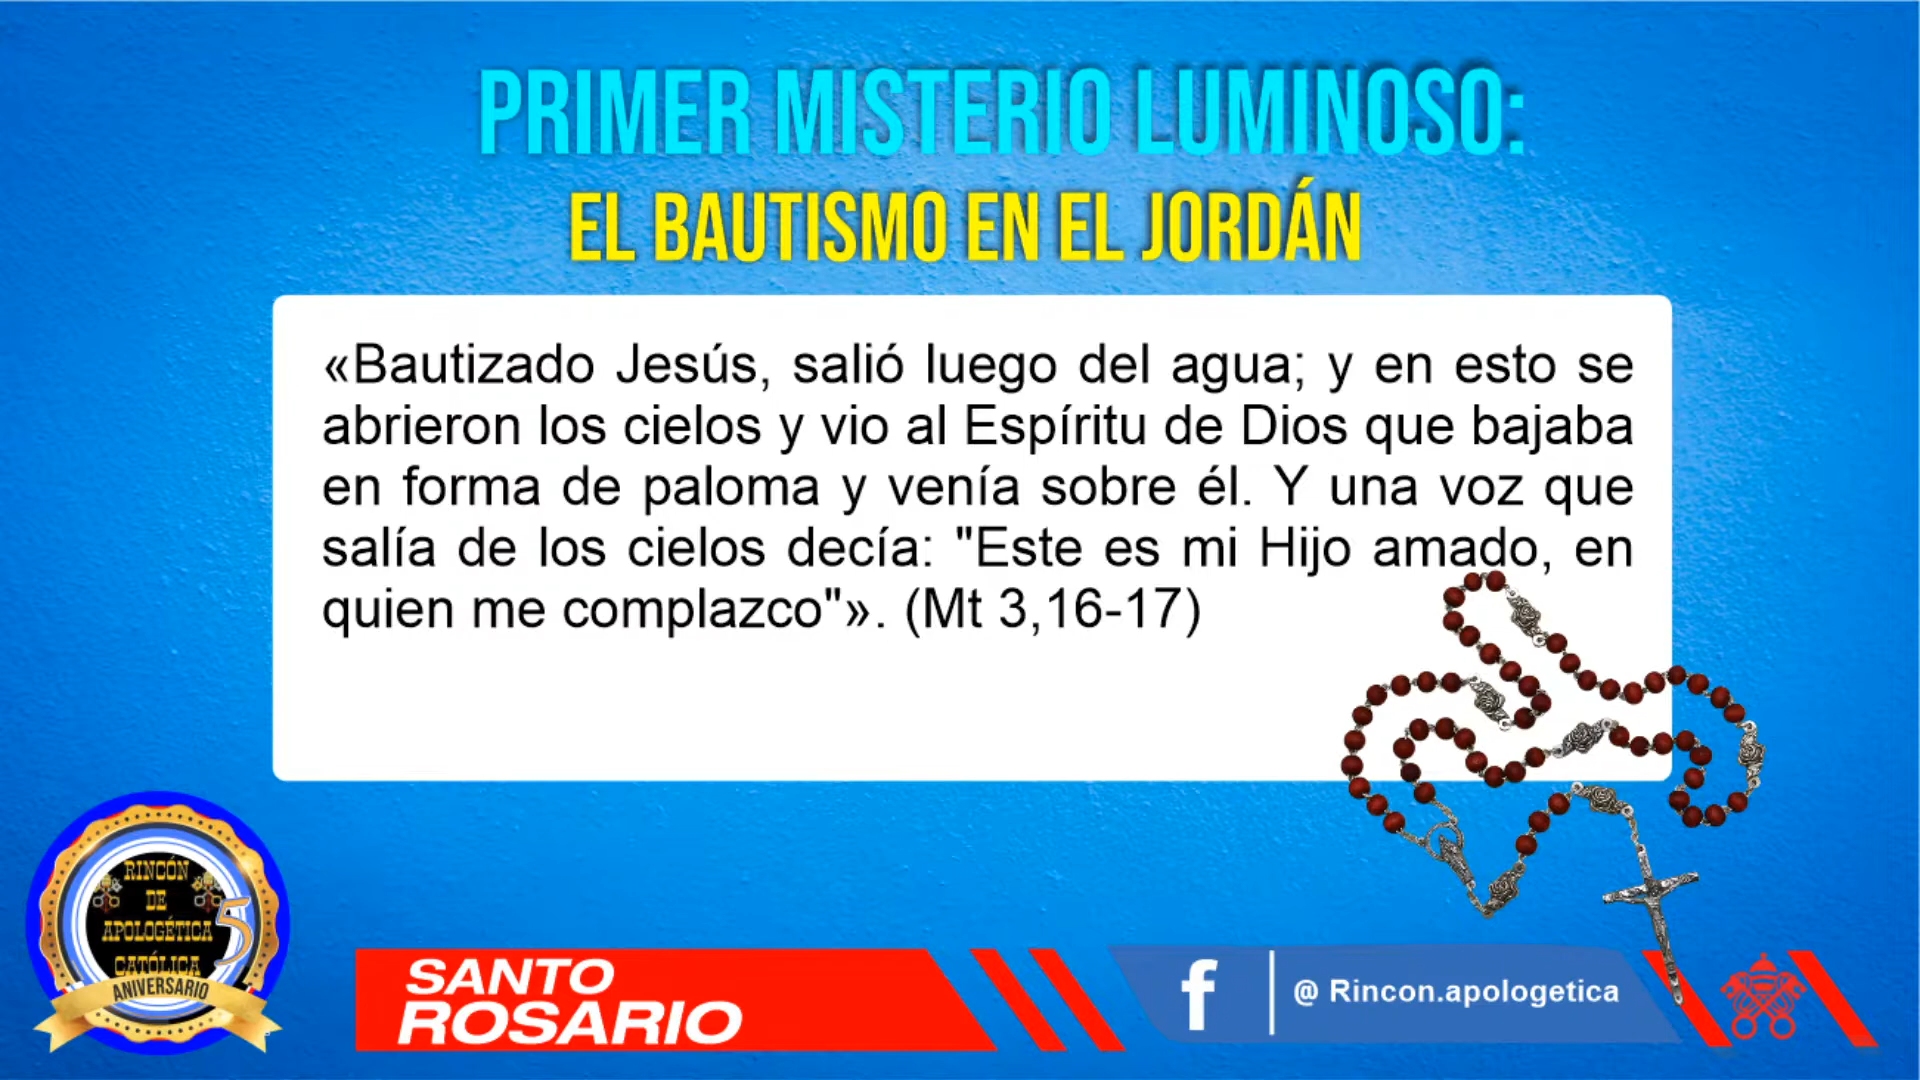 PRIMER MISTERIO LUMINOSO:
EL BAUTISMO EN EL JORDÁN
«Bautizado Jesús, salió luego del agua; y en esto se
abrieron los cielos y vio al Espíritu de Dios que bajaba
en forma de paloma y venía sobre él. Y una voz que
salía de los cielos decía: "Este es mi Hijo amado, en
quien me complazco"». (Mt 3,16-17)
RINCÓN
DE
APOLOGÉTICA
CATÓLICA
5
ANIVERSARIO
SANTO
ROSARIO
f
@ Rincon.apologetica